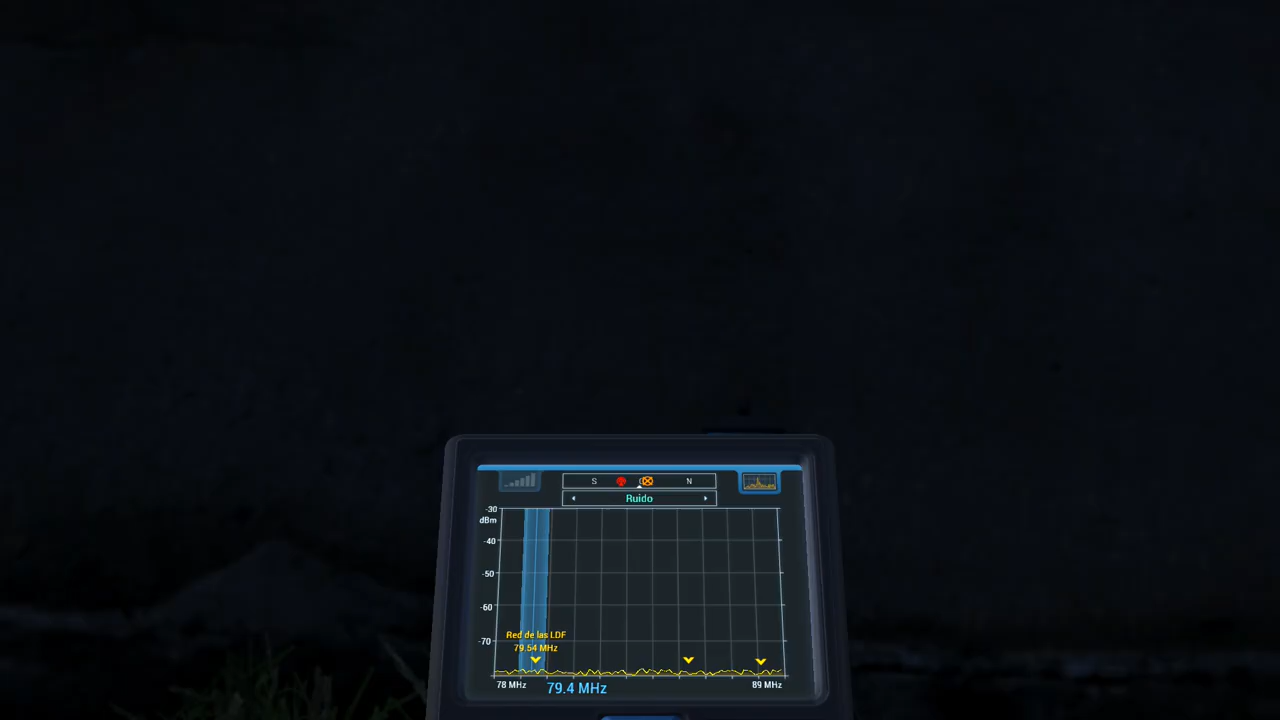 S
N
Ruido
-30
dBm
-40
-50
-60
-70
Red de las LDF
79.54 MHz
78 MHz
79.4 MHz
89 MHz